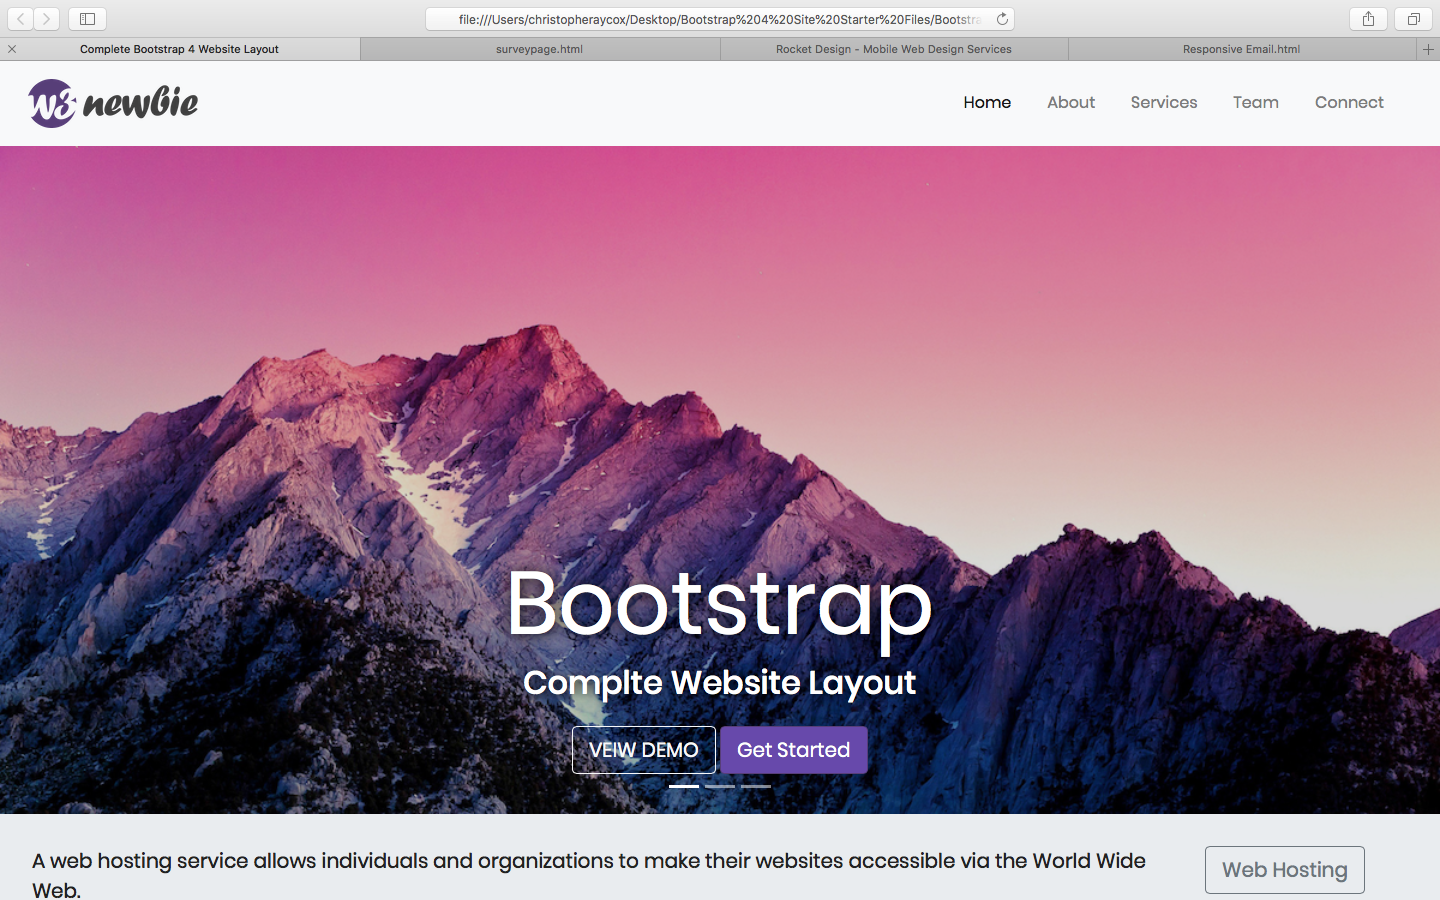 file:///Users/christopheraycox/Desktop/Bootstrap%204%20Site%20Starter%20Files/Bootstra
Complete Bootstrap 4 Website Layout
surveypage.html
Rocket Design - Mobile Web Design Services
Responsive Email.html
W3 newbie
Home About Services Team Connect
Bootstrap
Complte Website Layout
VEIW DEMO Get Started
A web hosting service allows individuals and organizations to make their websites accessible via the World Wide
Web.
Web Hosting